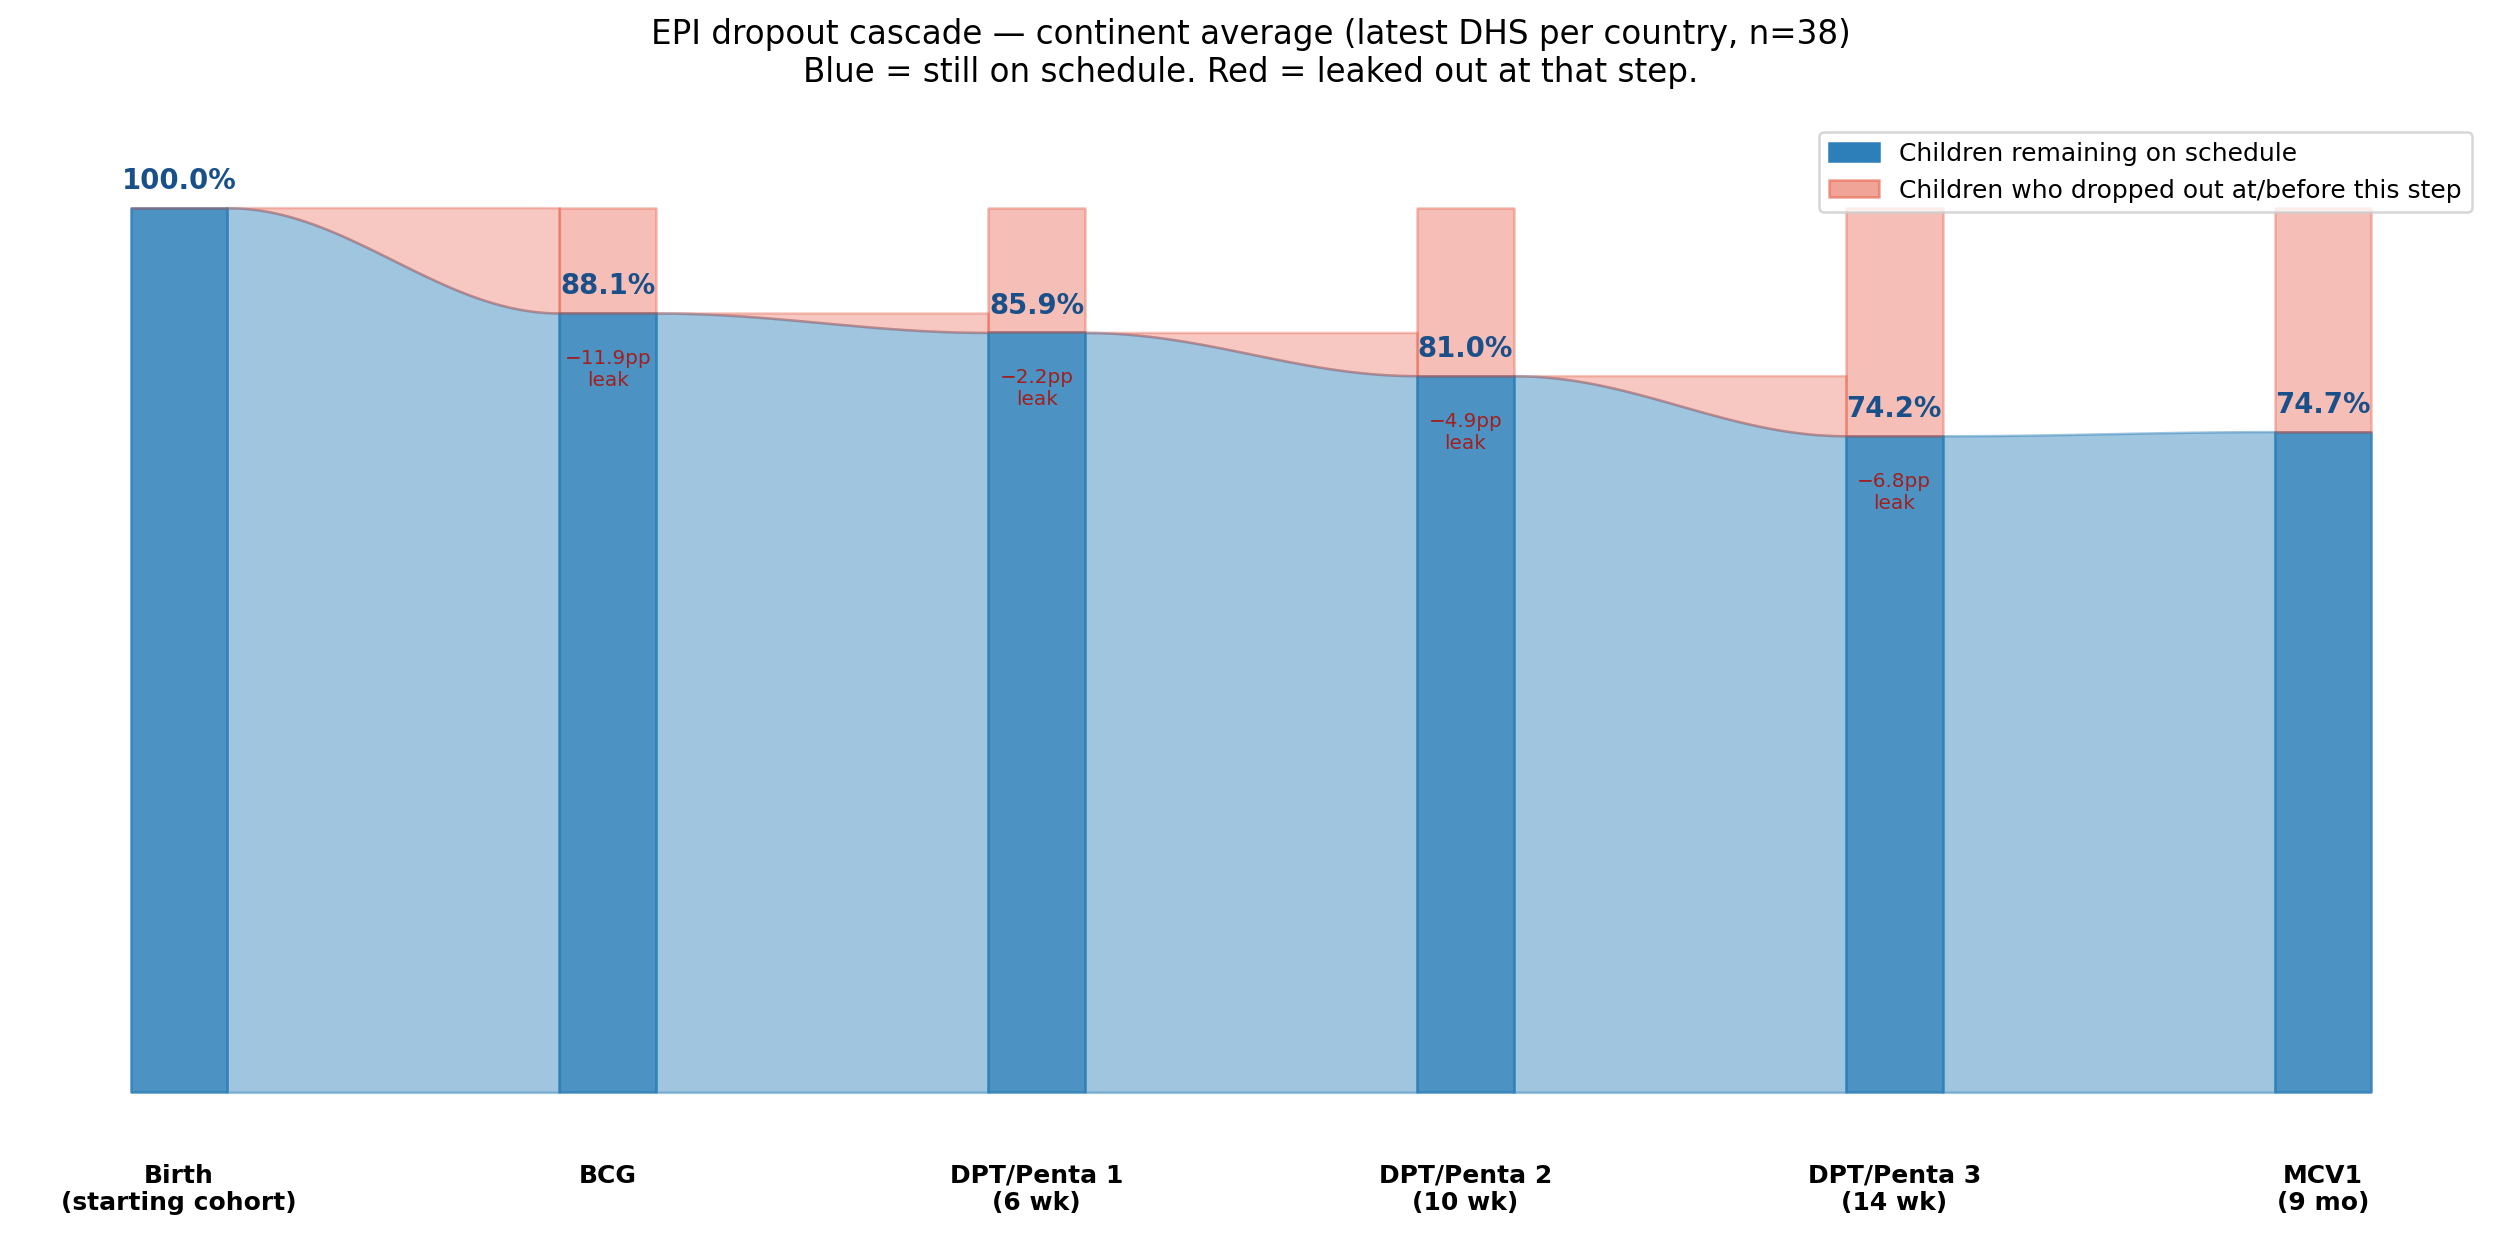 EPI dropout cascade — continent average (latest DHS per country, n=38)
Blue = still on schedule. Red = leaked out at that step.
Children remaining on schedule
Children who dropped out at/before this step
100.0%
88.1%
85.9%
81.0%
74.2%
74.7%
−11.9pp
leak
−2.2pp
leak
−4.9pp
leak
−6.8pp
leak
Birth
(starting cohort)
BCG
DPT/Penta 1
(6 wk)
DPT/Penta 2
(10 wk)
DPT/Penta 3
(14 wk)
MCV1
(9 mo)